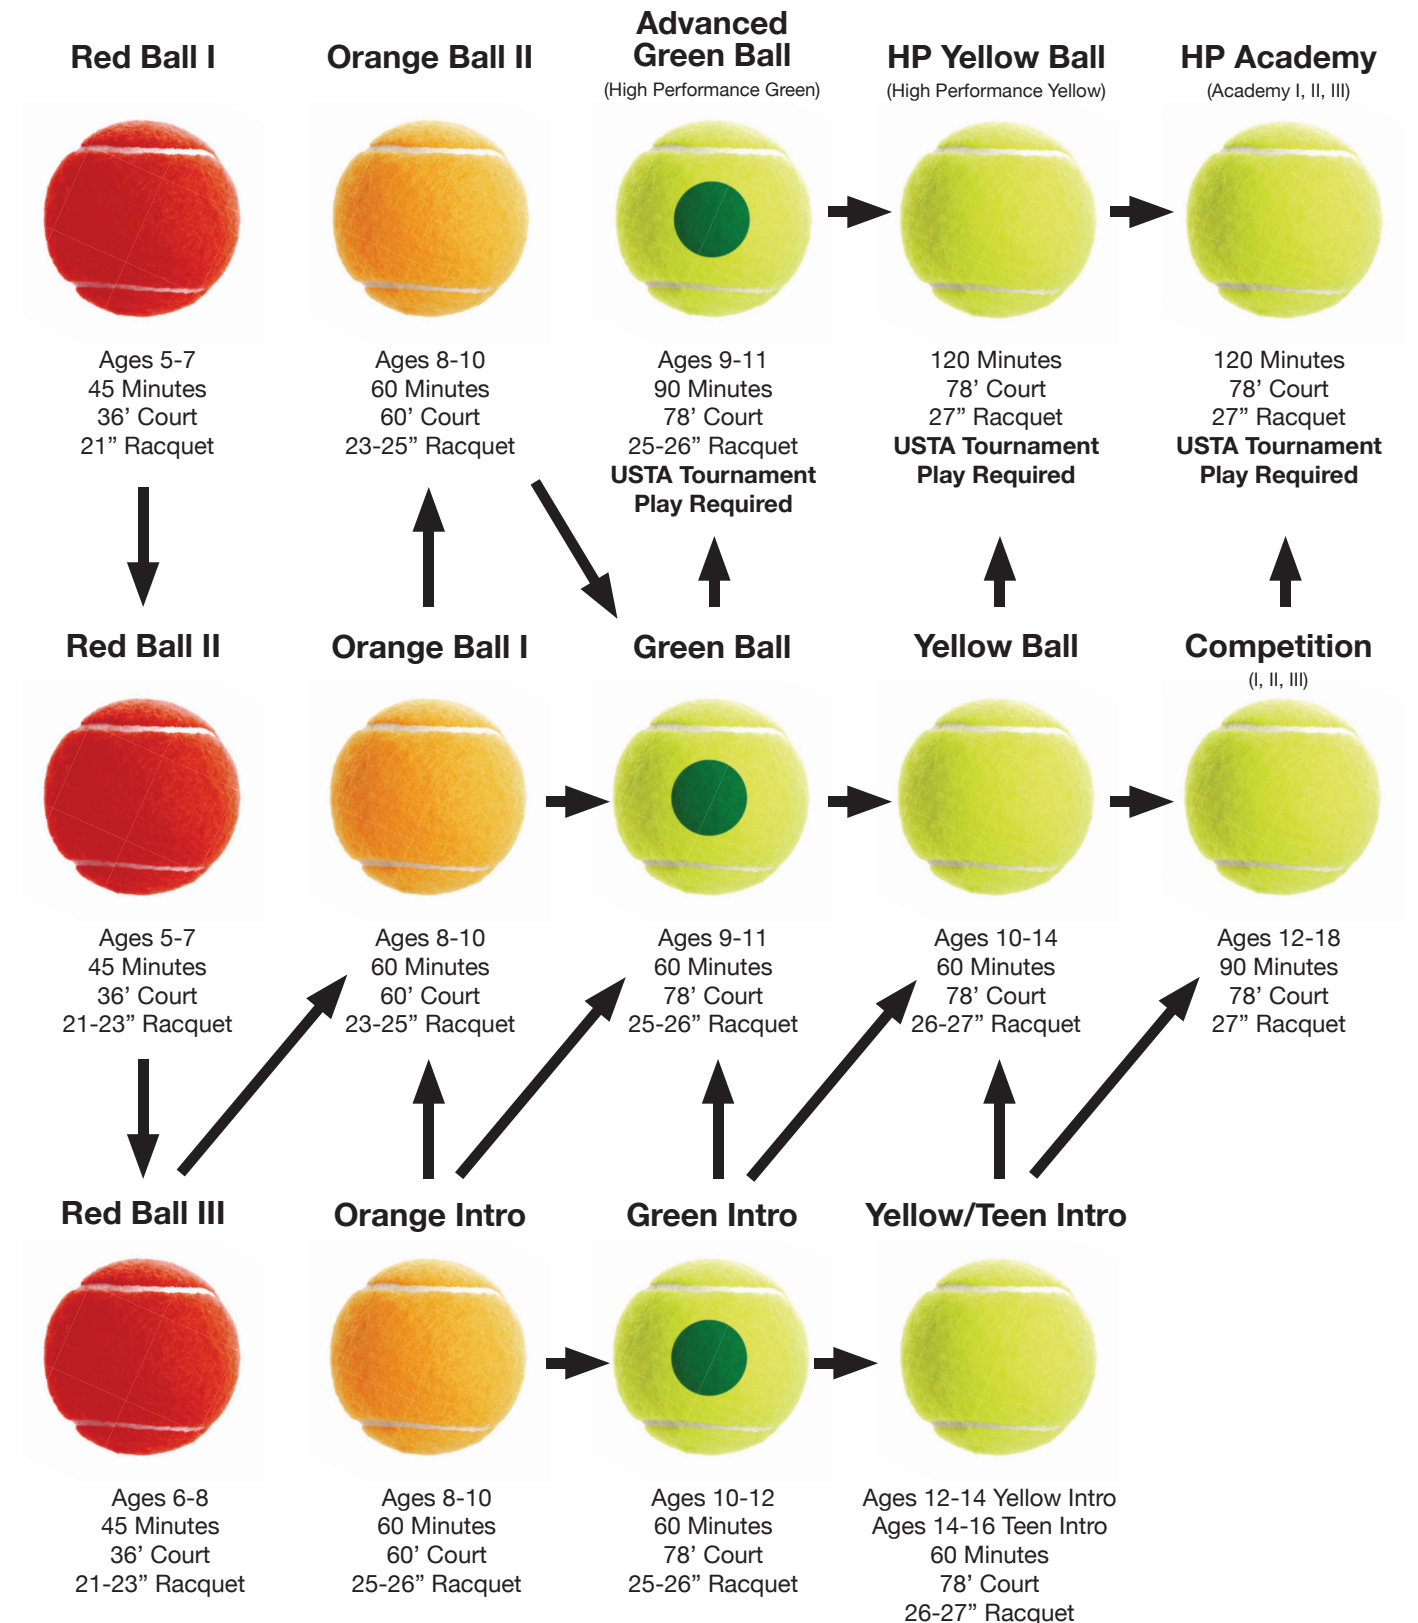 Red Ball I
Ages 5-7
45 Minutes
36’ Court
21” Racquet
Orange Ball II
Ages 8-10
60 Minutes
60’ Court
23-25” Racquet
Advanced
Green Ball
(High Performance Green)
Ages 9-11
90 Minutes
78’ Court
25-26” Racquet
USTA Tournament
Play Required
HP Yellow Ball
(High Performance Yellow)
120 Minutes
78’ Court
27” Racquet
USTA Tournament
Play Required
HP Academy
(Academy I, II, III)
120 Minutes
78’ Court
27” Racquet
USTA Tournament
Play Required
Red Ball II
Ages 5-7
45 Minutes
36’ Court
21-23” Racquet
Orange Ball I
Ages 8-10
60 Minutes
60’ Court
23-25” Racquet
Green Ball
Ages 9-11
60 Minutes
78’ Court
25-26” Racquet
Yellow Ball
Ages 10-14
60 Minutes
78’ Court
26-27” Racquet
Competition
(I, II, III)
Ages 12-18
90 Minutes
78’ Court
27” Racquet
Red Ball III
Ages 6-8
45 Minutes
36’ Court
21-23” Racquet
Orange Intro
Ages 8-10
60 Minutes
60’ Court
25-26” Racquet
Green Intro
Ages 10-12
60 Minutes
78’ Court
25-26” Racquet
Yellow/Teen Intro
Ages 12-14 Yellow Intro
Ages 14-16 Teen Intro
60 Minutes
78’ Court
26-27” Racquet